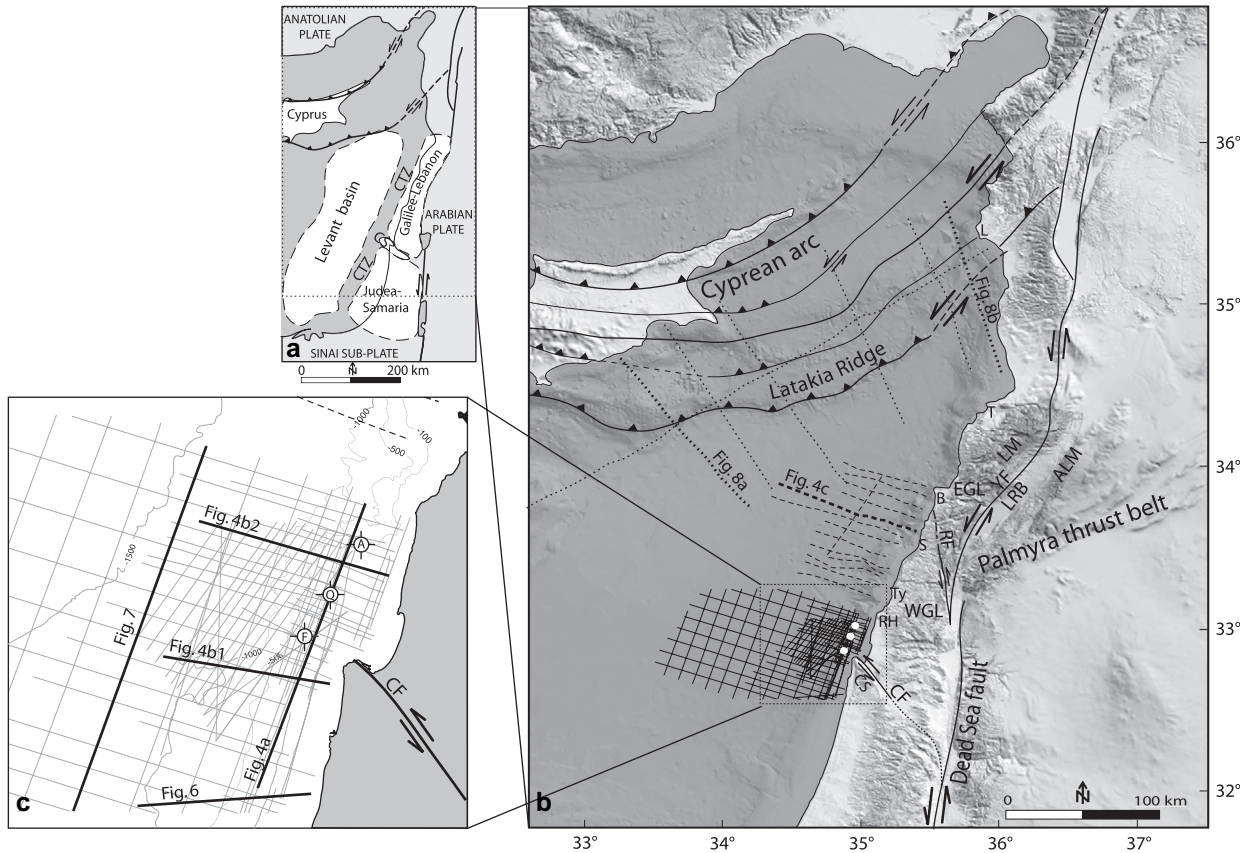 ANATOLIAN
PLATE
Cyprus
Levant basin
CTZ
Galilee-Lebanon
ARABIAN
PLATE
CTZ
Judea-
Samaria
a
SINAI SUB-PLATE
0 N 200 km
Cyprean arc
Latakia Ridge
L
Fig. 8b
T
Fig. 8a
Fig. 4c
LM
ALM
YF
EGL
LRB
B
RF
S
Palmyra thrust belt
Ty
WGL
RH
Cs
CF
Dead Sea fault
b
0 N 100 km
36°
35°
34°
33°
32°
33° 34° 35° 36° 37°
-1000
-100
-500
Fig. 4b2
A
-1500
Q
Fig. 7
F
Fig. 4b1
-1000
-500
CF
Fig. 4a
Fig. 6
c